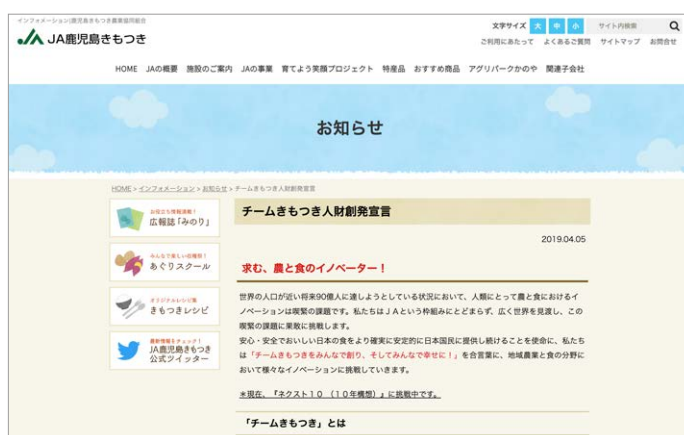 インフォメーション|鹿児島きもつき農業協同組合
JA鹿児島きもつき
文字サイズ 大 中 小 サイト内検索
ご利用にあたって よくあるご質問 サイトマップ お問合せ
HOME JAの概要 施設のご案内 JAの事業 育てよう笑顔プロジェクト 特産品 おすすめ商品 アグリパークかのや 関連子会社
お知らせ
HOME > インフォメーション > お知らせ > チームきもつき人財創発宣言
お役立ち情報満載！
広報誌「みのり」
みんなで楽しい収穫祭！
あぐりスクール
オリジナルレシピ集
きもつきレシピ
最新情報をチェック！
JA鹿児島きもつき
公式ツイッター
チームきもつき人財創発宣言
2019.04.05
求む、農と食のイノベーター！
世界の人口が近い将来90億人に達しようとしている状況において、人類にとって農と食におけるイ
ノベーションは喫緊の課題です。私たちはＪＡという枠組みにとどまらず、広く世界を見渡し、この
喫緊の課題に果敢に挑戦します。
安心・安全でおいしい日本の食をより確実に安定的に日本国民に提供し続けることを使命に、私たち
は「チームきもつきをみんなで創り、そしてみんなで幸せに！」を合言葉に、地域農業と食の分野に
おいて様々なイノベーションに挑戦していきます。
＊現在、『ネクスト１０ （１０年構想）』に挑戦中です。
「チームきもつき」とは